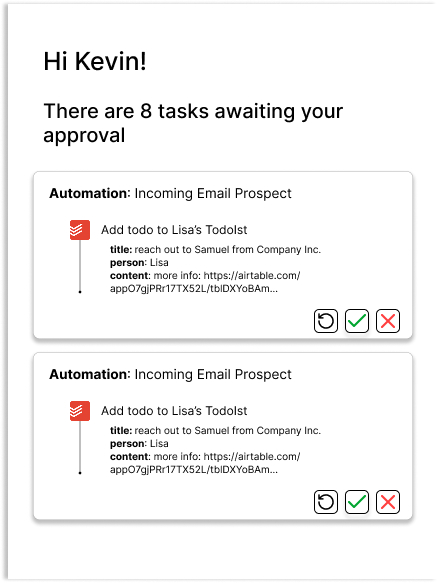 Hi Kevin!
There are 8 tasks awaiting your
approval
Automation: Incoming Email Prospect
Add todo to Lisa's TodoIst
title: reach out to Samuel from Company Inc.
person: Lisa
content: more info: https://airtable.com/
appO7gjPRr17TX52L/tblDXYoBAm...
Automation: Incoming Email Prospect
Add todo to Lisa's TodoIst
title: reach out to Samuel from Company Inc.
person: Lisa
content: more info: https://airtable.com/
appO7gjPRr17TX52L/tblDXYoBAm...